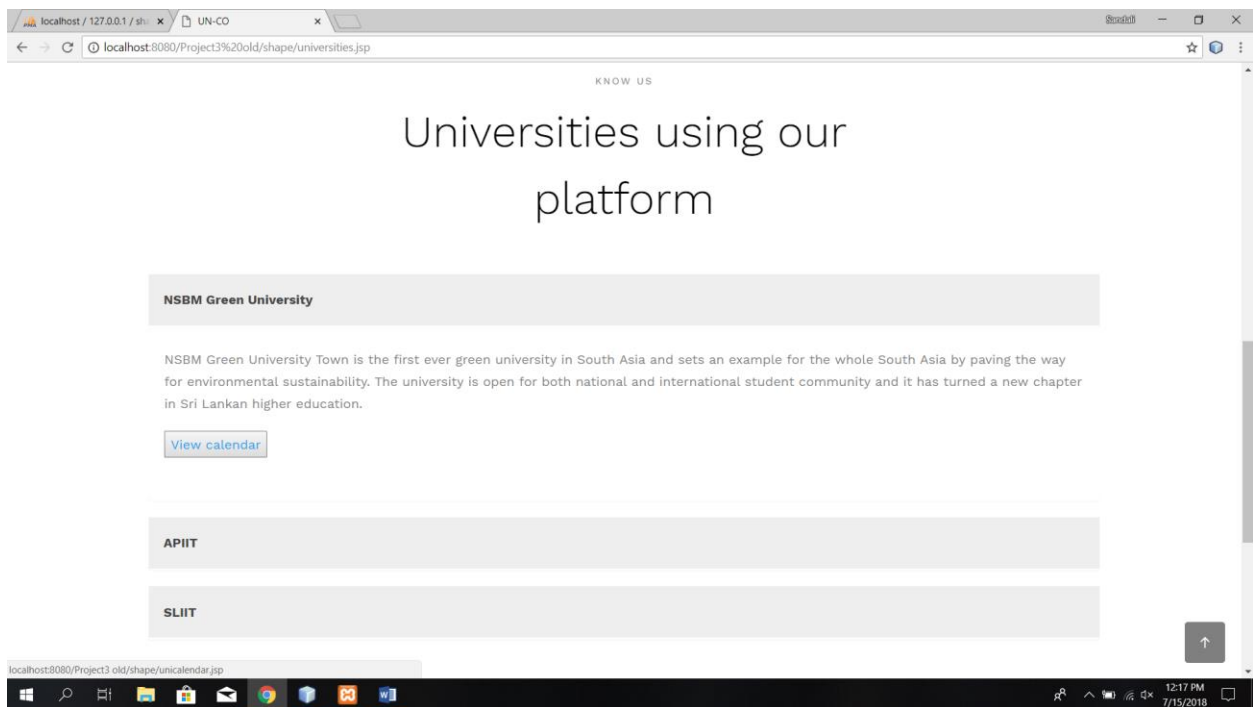 localhost / 127.0.0.1 / sh
UN-CO
localhost:8080/Project3%20old/shape/universities.jsp
KNOW US
Universities using our
platform
NSBM Green University
NSBM Green University Town is the first ever green university in South Asia and sets an example for the whole South Asia by paving the way
for environmental sustainability. The university is open for both national and international student community and it has turned a new chapter
in Sri Lankan higher education.
View calendar
APIIT
SLIIT
localhost:8080/Project3 old/shape/unicalendar.jsp
12:17 PM
7/15/2018